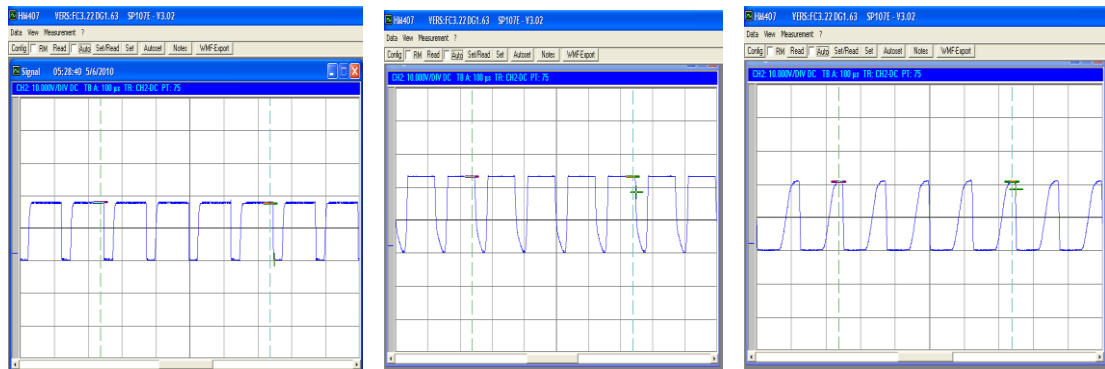 HM407 VERS:FC3.22 DG1.63 SP107E - V3.02
Data View Measurement ?
Config RM Read Auto Set/Read Set Autoset Notes WMF-Export
Signal 05:28:40 5/6/2010
CH2: 10.000V/DIV DC TB A: 100 µs TR: CH2-DC PT: 75
HM407 VERS:FC3.22 DG1.63 SP107E - V3.02
Data View Measurement ?
Config RM Read Auto Set/Read Set Autoset Notes WMF-Export
CH2: 10.000V/DIV DC TB A: 100 µs TR: CH2-DC PT: 75
HM407 VERS:FC3.22 DG1.63 SP107E - V3.02
Data View Measurement ?
Config RM Read Auto Set/Read Set Autoset Notes WMF-Export
CH2: 10.000V/DIV DC TB A: 100 µs TR: CH2-DC PT: 75